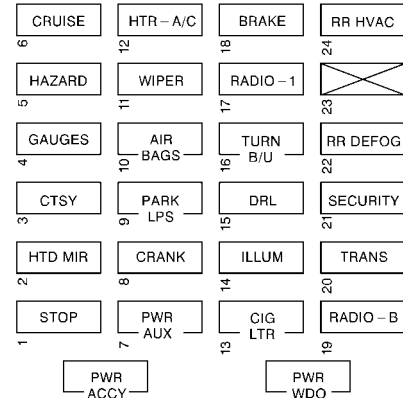 CRUISE HTR – A/C BRAKE RR HVAC
6 12 18 24
HAZARD WIPER RADIO – 1
5 11 17 23
GAUGES AIR BAGS TURN B/U RR DEFOG
4 10 16 22
CTSY PARK LPS DRL SECURITY
3 9 15 21
HTD MIR CRANK ILLUM TRANS
2 8 14 20
STOP PWR AUX CIG LTR RADIO – B
1 7 13 19
PWR ACCY PWR WDO